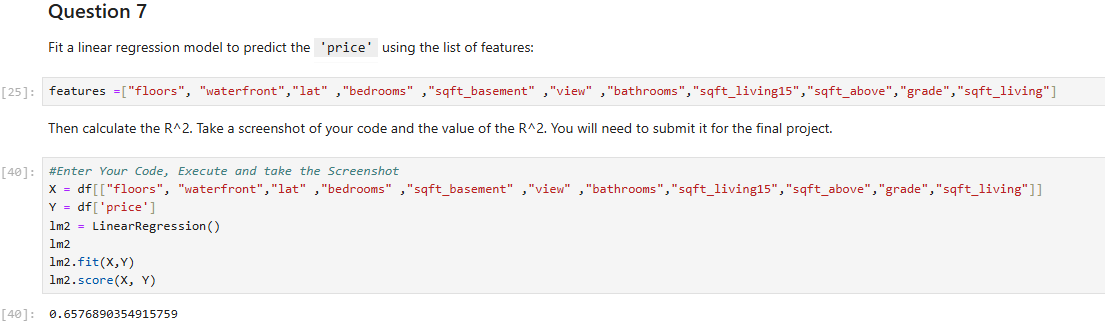 Question 7
Fit a linear regression model to predict the 'price' using the list of features:
[25]: features =["floors", "waterfront","lat" ,"bedrooms" ,"sqft_basement" ,"view" ,"bathrooms","sqft_living15","sqft_above","grade","sqft_living"]
Then calculate the R^2. Take a screenshot of your code and the value of the R^2. You will need to submit it for the final project.
[40]: #Enter Your Code, Execute and take the Screenshot
X = df[["floors", "waterfront","lat" ,"bedrooms" ,"sqft_basement" ,"view" ,"bathrooms","sqft_living15","sqft_above","grade","sqft_living"]]
Y = df['price']
lm2 = LinearRegression()
lm2
lm2.fit(X,Y)
lm2.score(X, Y)
[40]: 0.6576890354915759